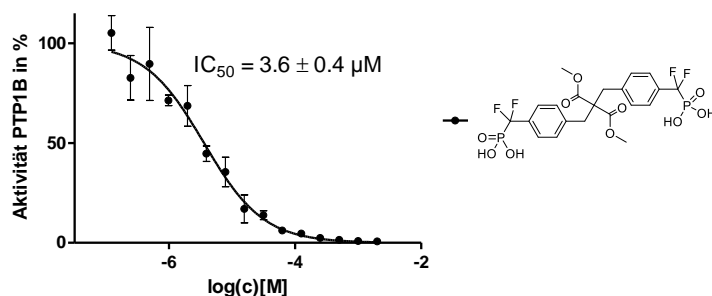 Aktivität PTP1B in %
100
50
0
-6
-4
-2
log(c)[M]
IC50 = 3.6 ± 0.4 µM
O
O
O
O
F
F
P
O
HO
OH
F
F
P
O
HO
OH